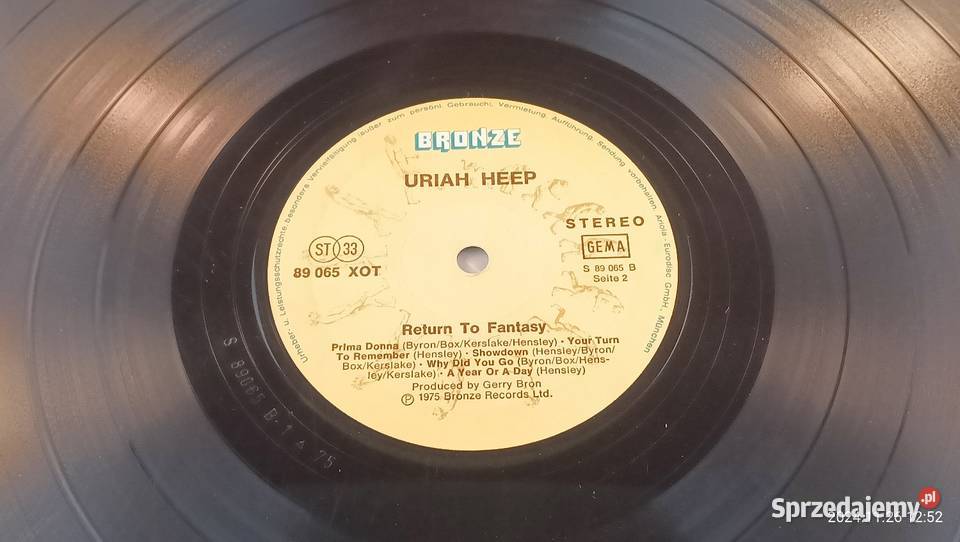 Urheber- u. Leistungsschutzrechte, besonders Vervielfältigung (außer zum persönl. Gebrauch), Vermietung, Aufführung, Sendung vorbehalten. Ariola-Eurodisc GmbH, München
BRONZE
URIAH HEEP
STEREO
ST 33
GEMA
89 065 XOT
S 89 065 B
Seite 2
Return To Fantasy
Prima Donna (Byron/Box/Kerslake/Hensley) · Your Turn
To Remember (Hensley) · Showdown (Hensley/Byron/
Box/Kerslake) · Why Did You Go (Byron/Box/Hens-
ley/Kerslake) · A Year Or A Day (Hensley)
Produced by Gerry Bron
℗ 1975 Bronze Records Ltd.
S 89065 B-1 A 75
Sprzedajemy.pl
12:52